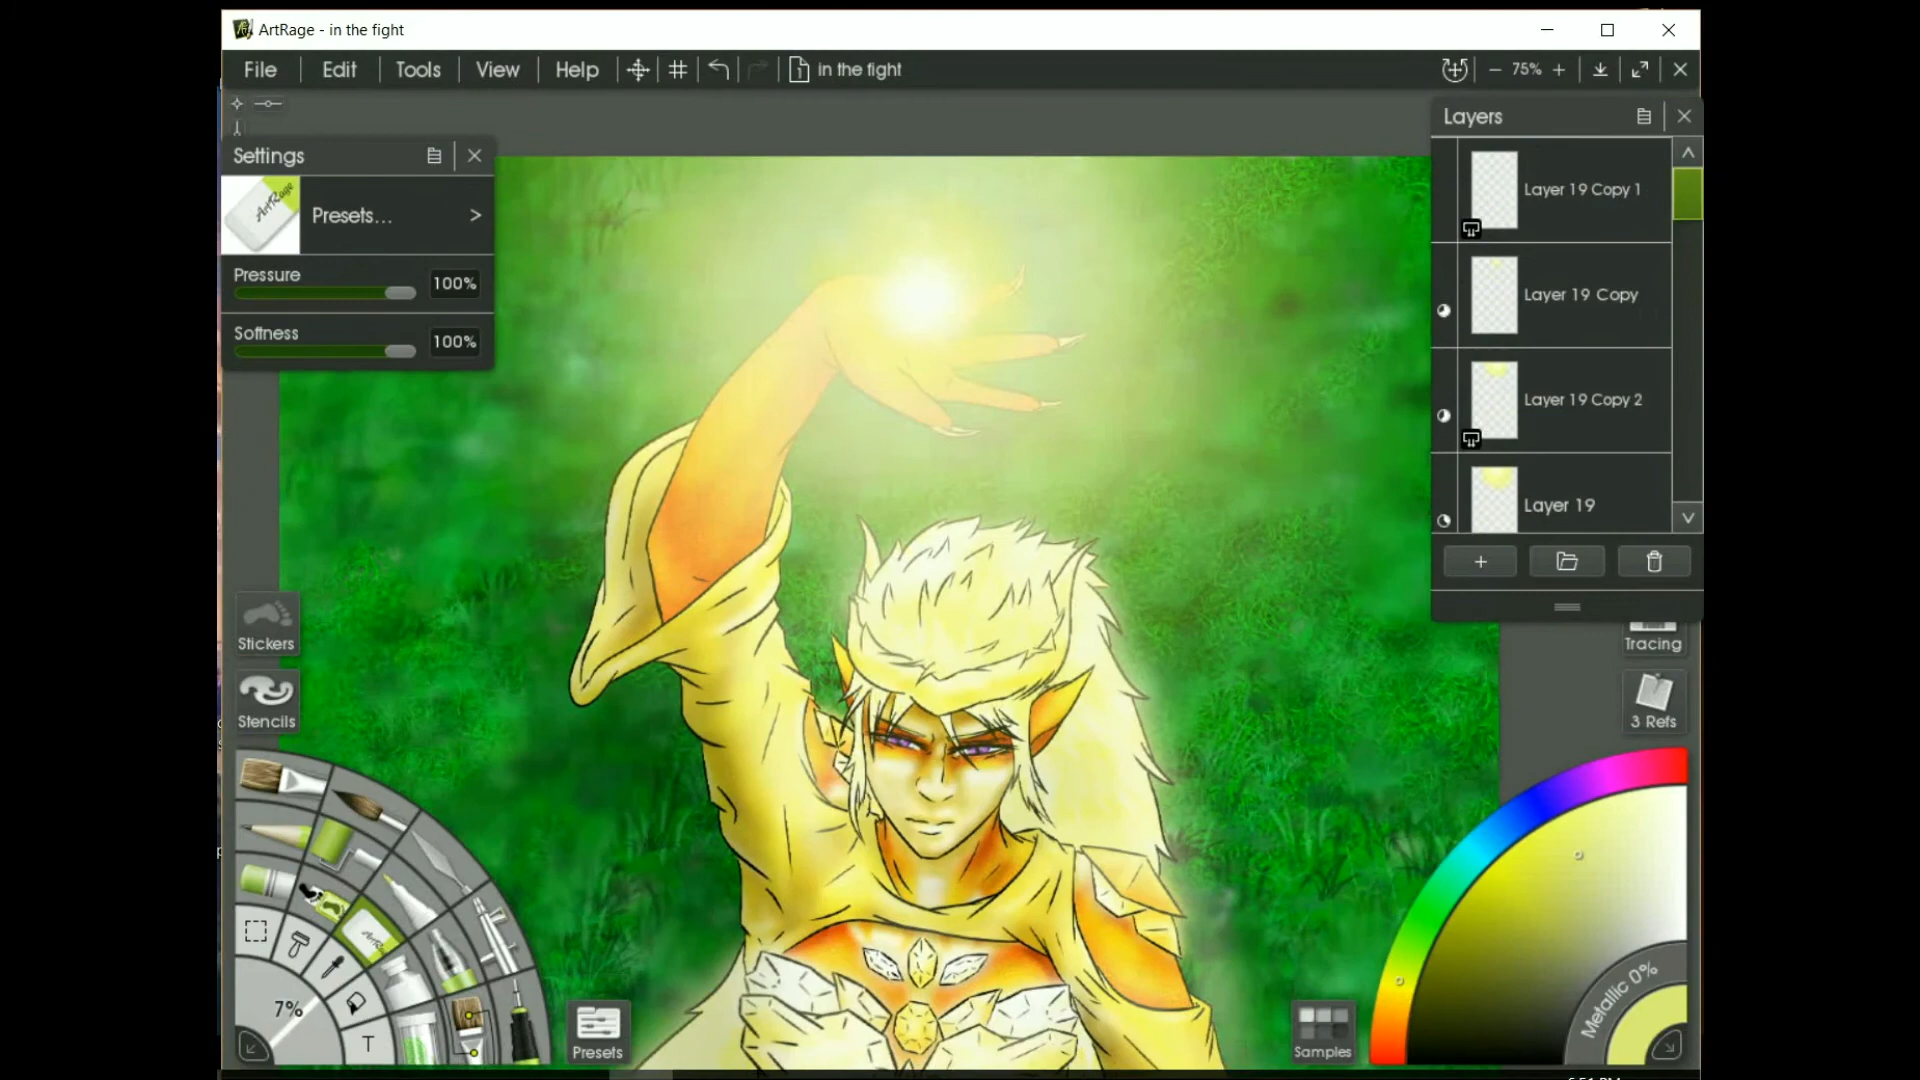 ArtRage - in the fight
File
Edit
Tools
View
Help
in the fight
75%
Layers
Settings
Layer 19 Copy 1
ArtRage
Presets...
Pressure
100%
Layer 19 Copy
Softness
100%
Layer 19 Copy 2
Layer 19
Stickers
Tracing
Stencils
3 Refs
Metallic 0%
7%
T
Presets
Samples